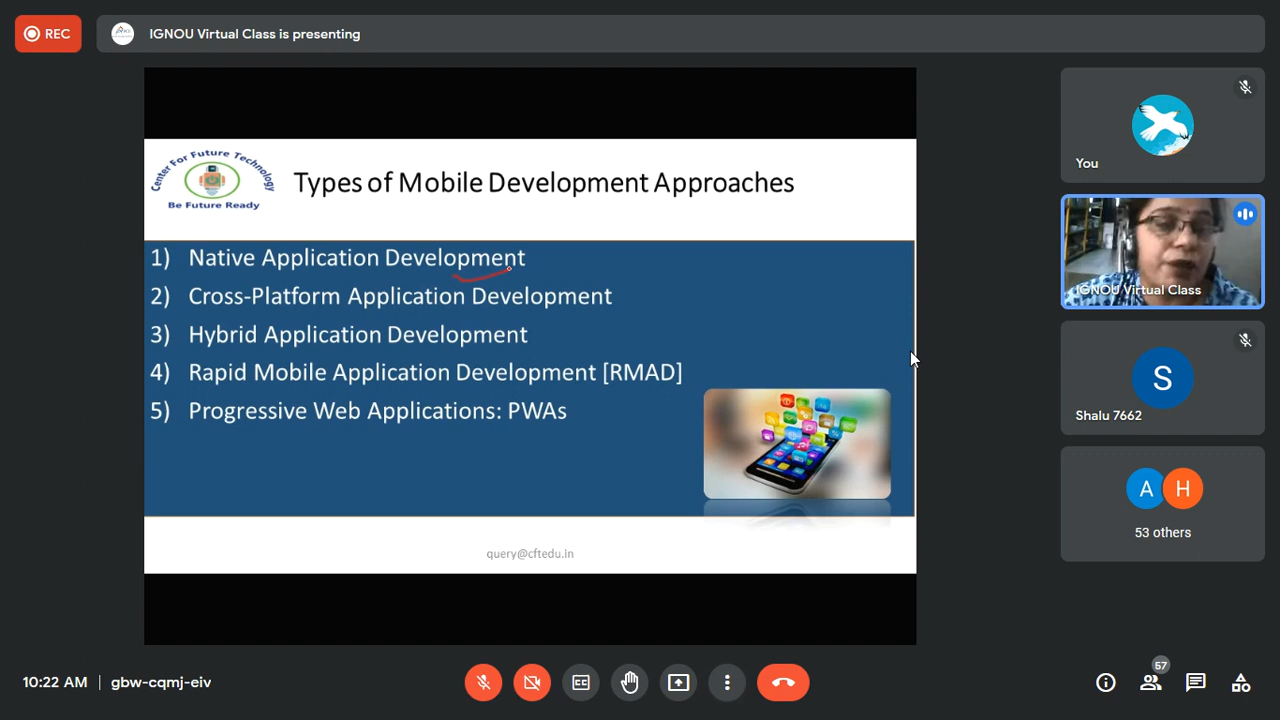 REC
IGNOU Virtual Class is presenting
Center For Future Technology
Be Future Ready
Types of Mobile Development Approaches
1) Native Application Development
2) Cross-Platform Application Development
3) Hybrid Application Development
4) Rapid Mobile Application Development [RMAD]
5) Progressive Web Applications: PWAs
query@cftedu.in
You
IGNOU Virtual Class
S
Shalu 7662
A H
53 others
10:22 AM | gbw-cqmj-eiv
CC
57